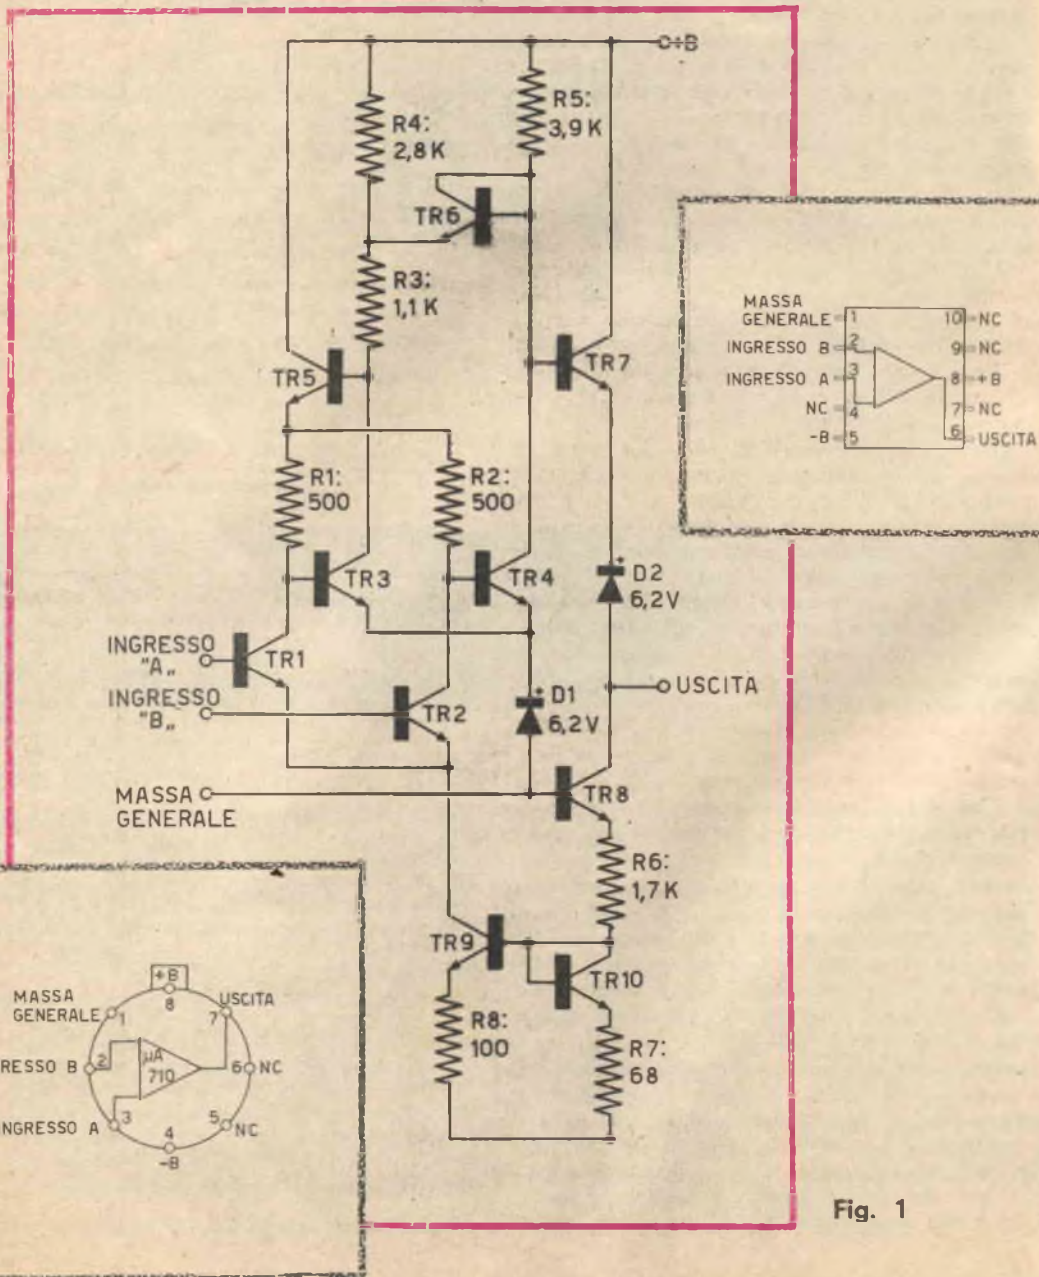 +B
R4:
2,8 K
R5:
3,9 K
TR6
R3:
1,1 K
TR5
TR7
R1:
500
R2:
500
TR3
TR4
+ D2
6,2V
INGRESSO
"A„
TR1
INGRESSO
"B„
TR2
+ D1
6,2V
USCITA
MASSA
GENERALE
TR8
R6:
1,7 K
TR9
TR10
R8:
100
R7:
68
MASSA
GENERALE
1
10 NC
INGRESSO B 2
9 NC
INGRESSO A 3
8 +B
NC 4
7 NC
-B 5
6 USCITA
+B
8
MASSA
GENERALE
1
USCITA
7
RESSO B 2
µA
710
6 NC
NGRESSO A 3
5 NC
4
-B
Fig. 1